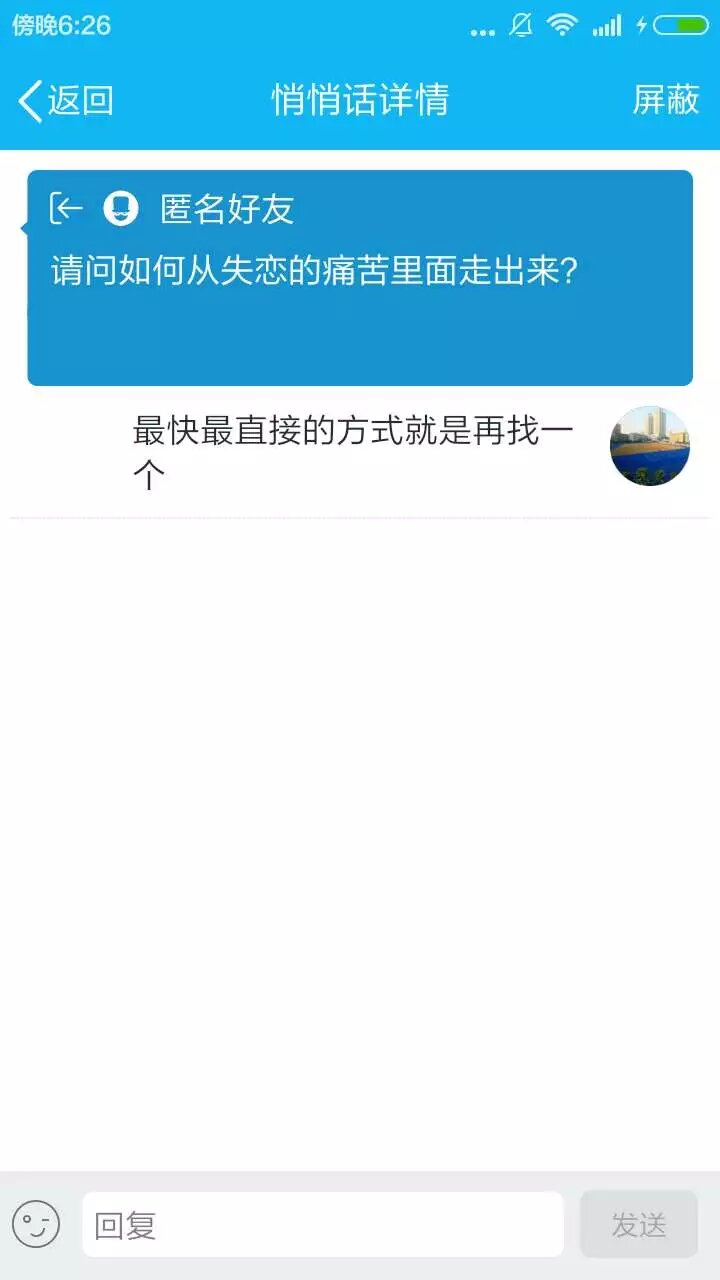 傍晚6:26
返回 悄悄话详情 屏蔽
匿名好友
请问如何从失恋的痛苦里面走出来?
最快最直接的方式就是再找一
个
回复 发送